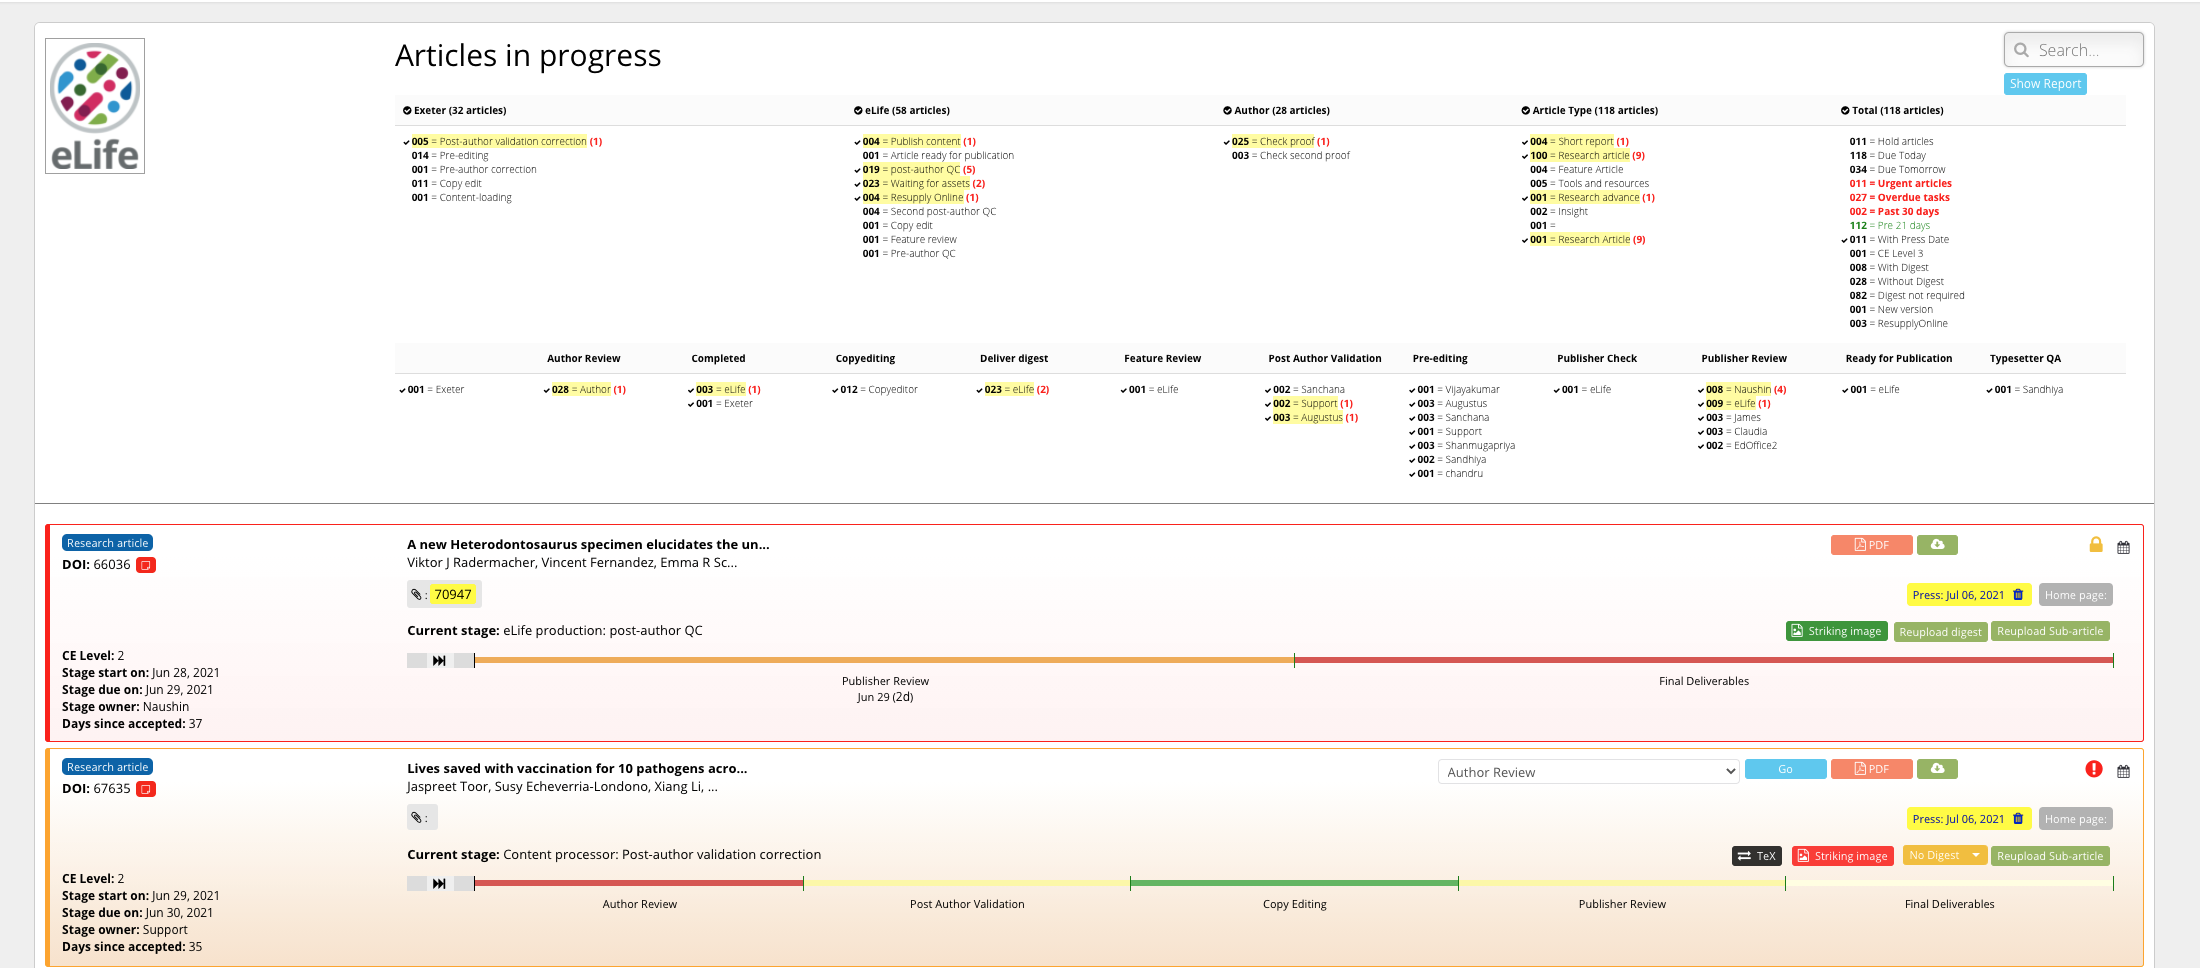 eLife
Articles in progress
Search...
Show Report
Exeter (32 articles)
005 = Post-author validation correction (1)
014 = Pre-editing
001 = Pre-author correction
011 = Copy edit
001 = Content-loading
eLife (58 articles)
004 = Publish content (1)
001 = Article ready for publication
019 = post-author QC (5)
023 = Waiting for assets (2)
004 = Resupply Online (1)
004 = Second post-author QC
001 = Copy edit
001 = Feature review
001 = Pre-author QC
Author (28 articles)
025 = Check proof (1)
003 = Check second proof
Article Type (118 articles)
004 = Short report (1)
100 = Research article (9)
004 = Feature Article
005 = Tools and resources
001 = Research advance (1)
002 = Insight
001 =
001 = Research Article (9)
Total (118 articles)
011 = Hold articles
118 = Due Today
034 = Due Tomorrow
011 = Urgent articles
027 = Overdue tasks
002 = Past 30 days
112 = Pre 21 days
011 = With Press Date
001 = CE Level 3
008 = With Digest
028 = Without Digest
082 = Digest not required
001 = New version
003 = ResupplyOnline
001 = Exeter
Author Review
028 = Author (1)
Completed
003 = eLife (1)
001 = Exeter
Copyediting
012 = Copyeditor
Deliver digest
023 = eLife (2)
Feature Review
001 = eLife
Post Author Validation
002 = Sanchana
002 = Support (1)
003 = Augustus (1)
Pre-editing
001 = Vijayakumar
003 = Augustus
003 = Sanchana
001 = Support
003 = Shanmugapriya
002 = Sandhiya
001 = chandru
Publisher Check
001 = eLife
Publisher Review
008 = Naushin (4)
009 = eLife (1)
003 = James
003 = Claudia
002 = EdOffice2
Ready for Publication
001 = eLife
Typesetter QA
001 = Sandhiya
Research article
DOI: 66036
A new Heterodontosaurus specimen elucidates the un...
Viktor J Radermacher, Vincent Fernandez, Emma R Sc...
PDF
: 70947
Press: Jul 06, 2021
Home page:
Current stage: eLife production: post-author QC
Striking image
Reupload digest
Reupload Sub-article
CE Level: 2
Stage start on: Jun 28, 2021
Stage due on: Jun 29, 2021
Stage owner: Naushin
Days since accepted: 37
Publisher Review
Jun 29 (2d)
Final Deliverables
Research article
DOI: 67635
Lives saved with vaccination for 10 pathogens acro...
Jaspreet Toor, Susy Echeverria-Londono, Xiang Li, ...
Author Review
Go
PDF
:
Press: Jul 06, 2021
Home page:
Current stage: Content processor: Post-author validation correction
TeX
Striking image
No Digest
Reupload Sub-article
CE Level: 2
Stage start on: Jun 29, 2021
Stage due on: Jun 30, 2021
Stage owner: Support
Days since accepted: 35
Author Review
Post Author Validation
Copy Editing
Publisher Review
Final Deliverables